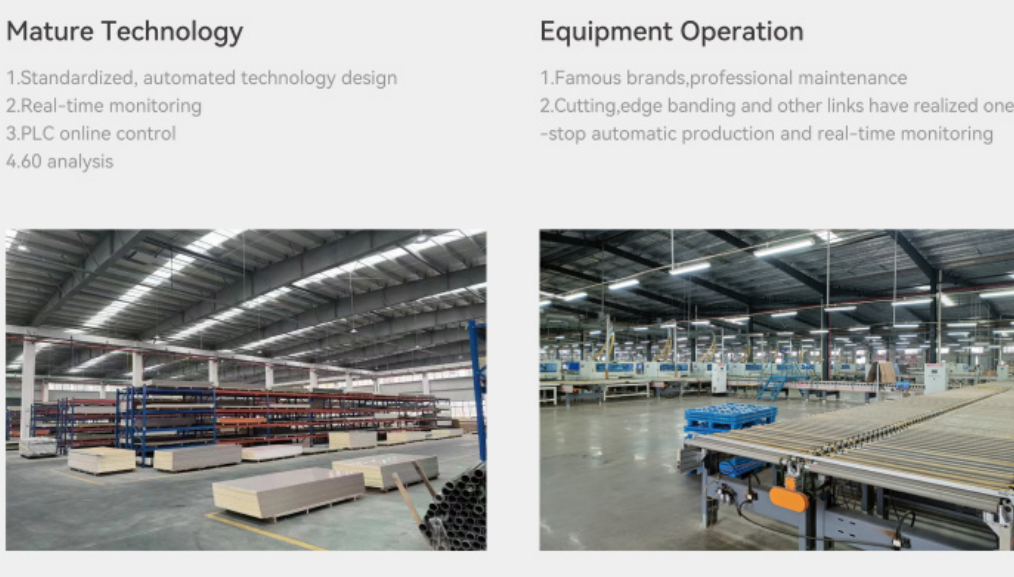 Mature Technology
1.Standardized, automated technology design
2.Real-time monitoring
3.PLC online control
4.60 analysis
Equipment Operation
1.Famous brands,professional maintenance
2.Cutting,edge banding and other links have realized one
-stop automatic production and real-time monitoring